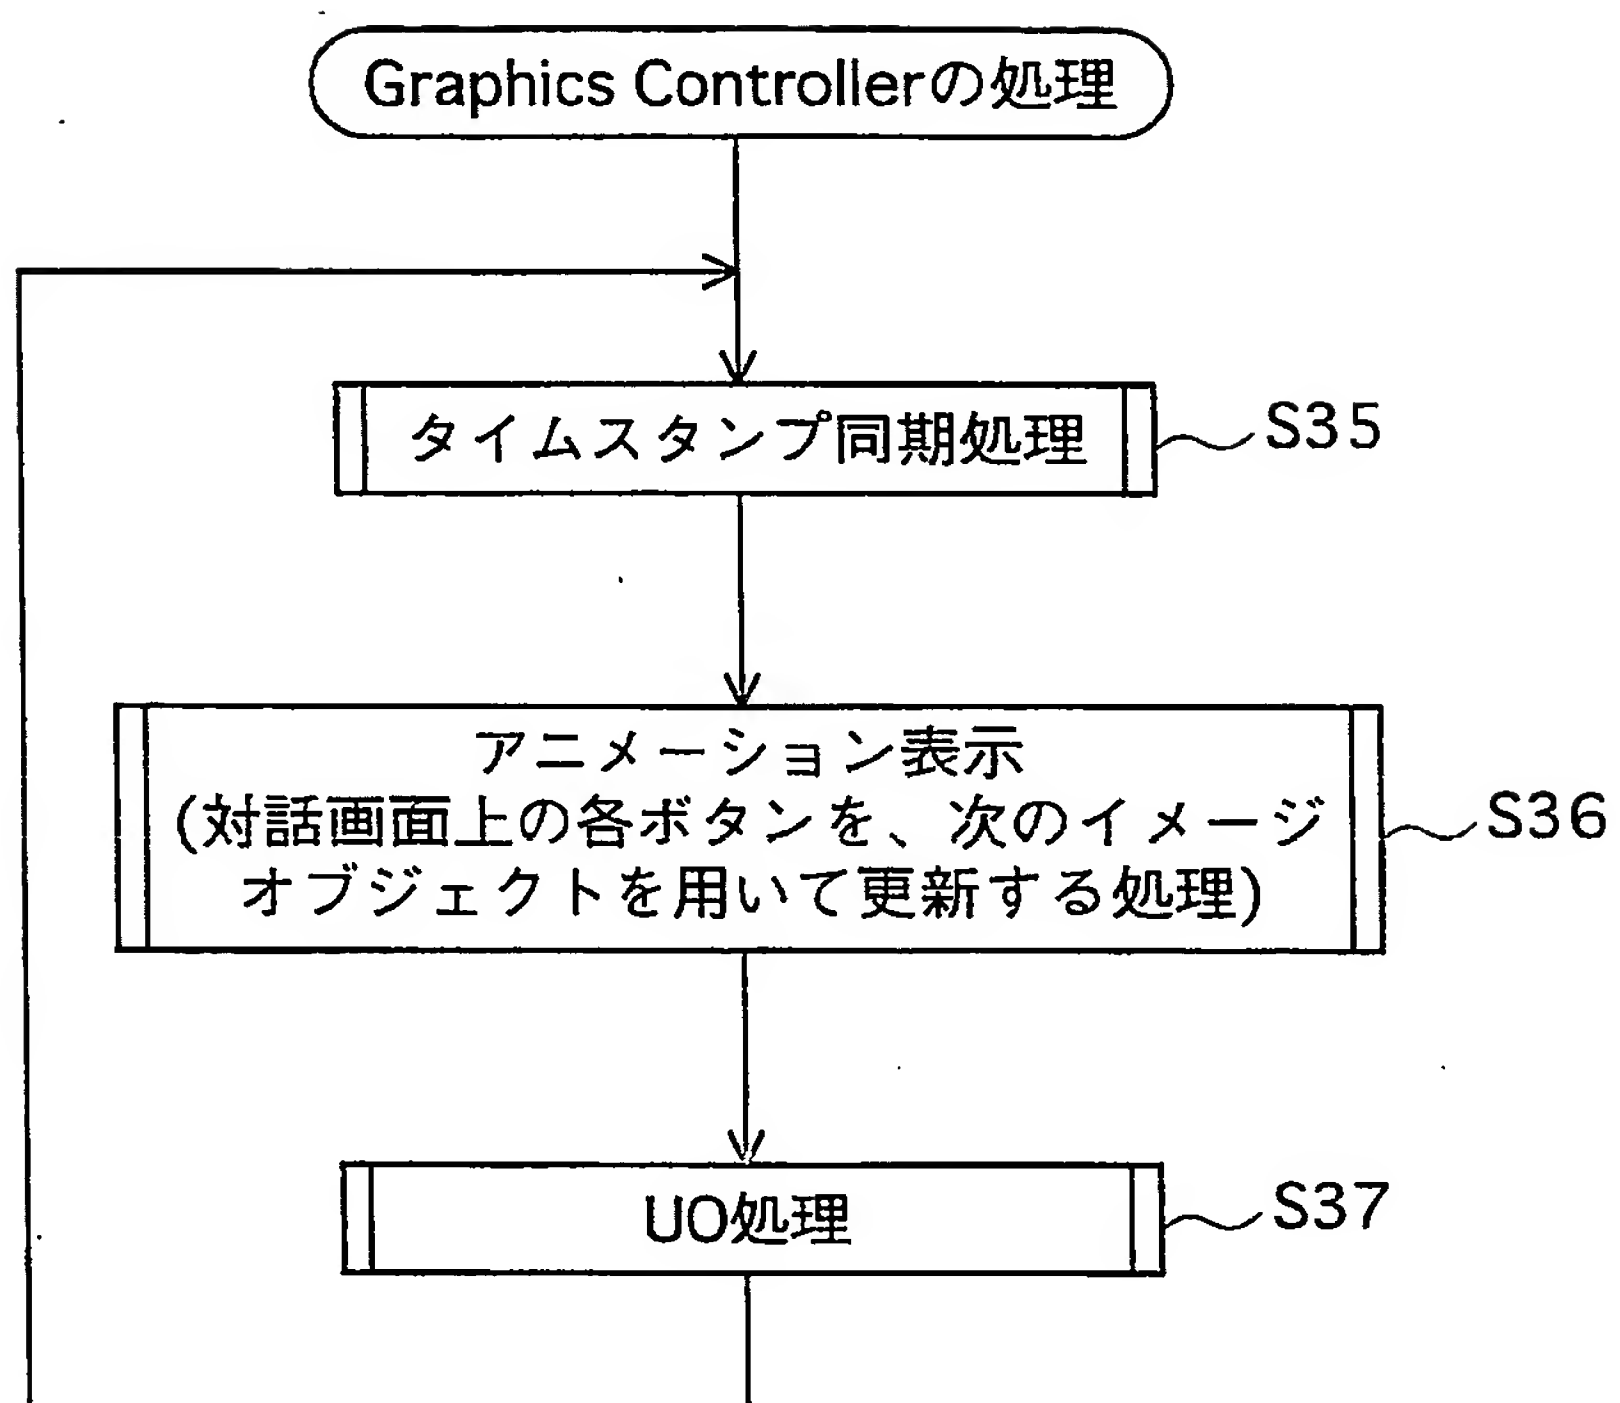 Graphics Controllerの処理
タイムスタンプ同期処理
S35
アニメーション表示
(対話画面上の各ボタンを、次のイメージ
オブジェクトを用いて更新する処理)
S36
UO処理
S37